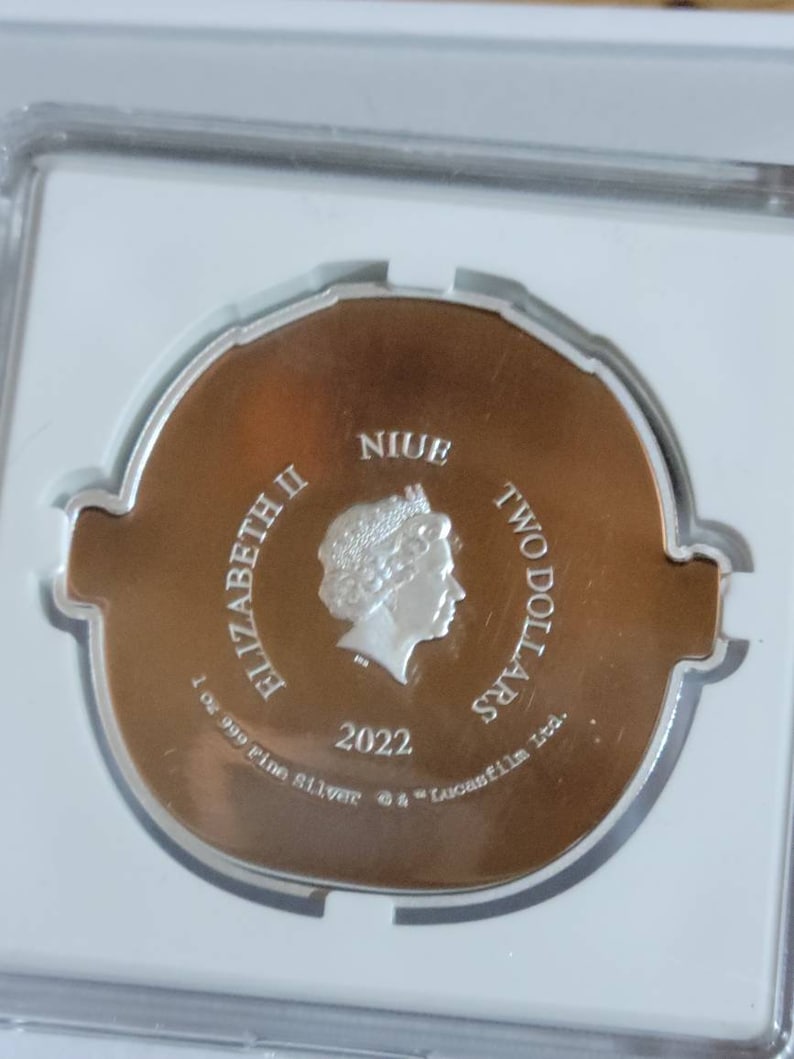 NIUE
ELIZABETH II
TWO DOLLARS
2022
1 oz 999 Fine Silver © & ™ Lucasfilm Ltd.